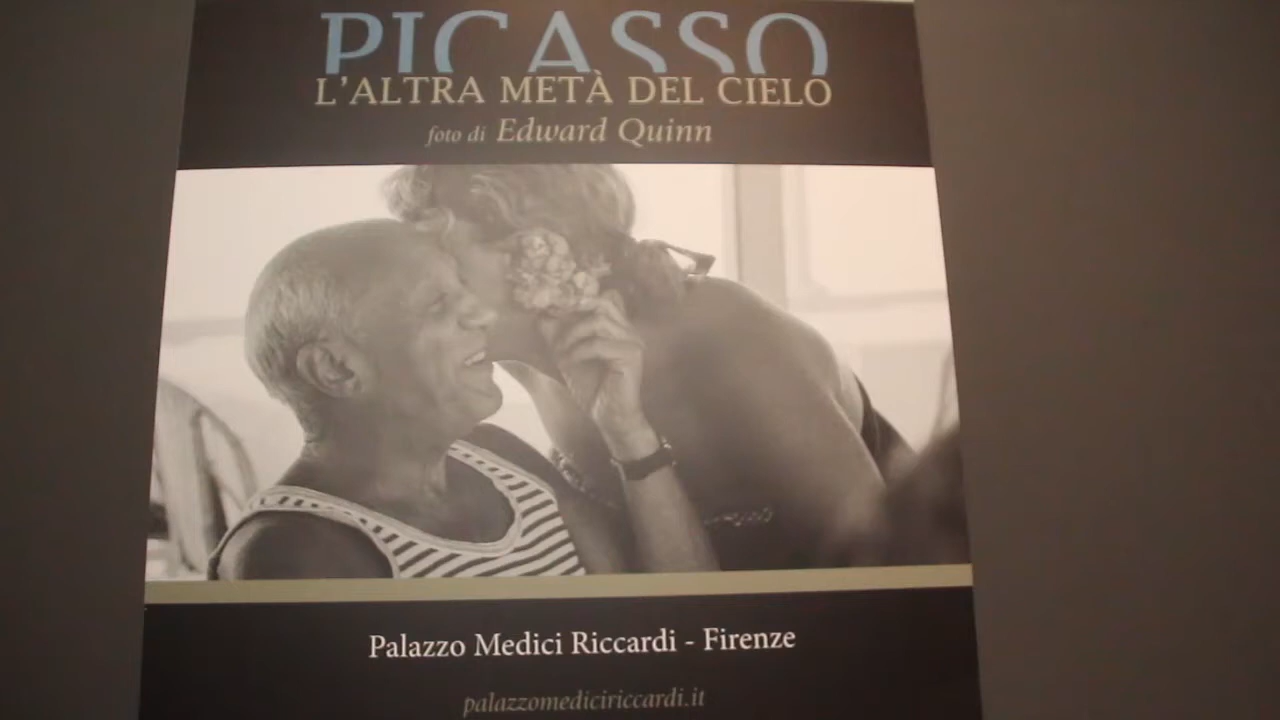 PICASSO
L'ALTRA METÀ DEL CIELO
foto di Edward Quinn
Palazzo Medici Riccardi - Firenze
palazzomediciriccardi.it